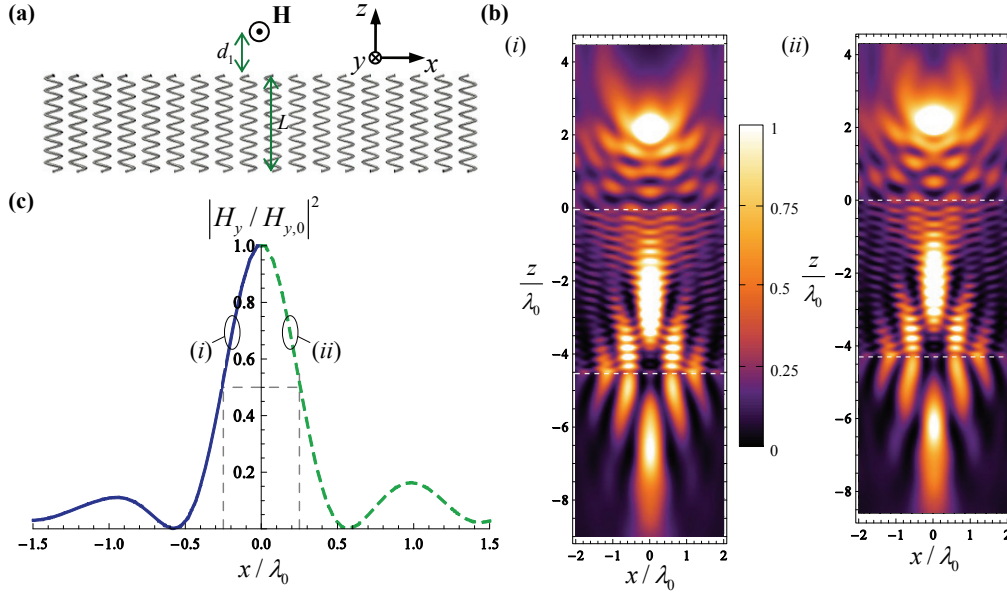 (a)
H
d₁
L
z
y
x
(b)
(i)
4
2
0
-2
-4
-6
-8
z
λ₀
-2 -1 0 1 2
x / λ₀
1
0.75
0.5
0.25
0
(ii)
4
2
0
-2
-4
-6
-8
z
λ₀
-2 -1 0 1 2
x / λ₀
(c)
|H_y / H_{y,0}|²
1.0
0.8
0.6
0.4
0.2
(i)
(ii)
-1.5 -1.0 -0.5 0.0 0.5 1.0 1.5
x / λ₀